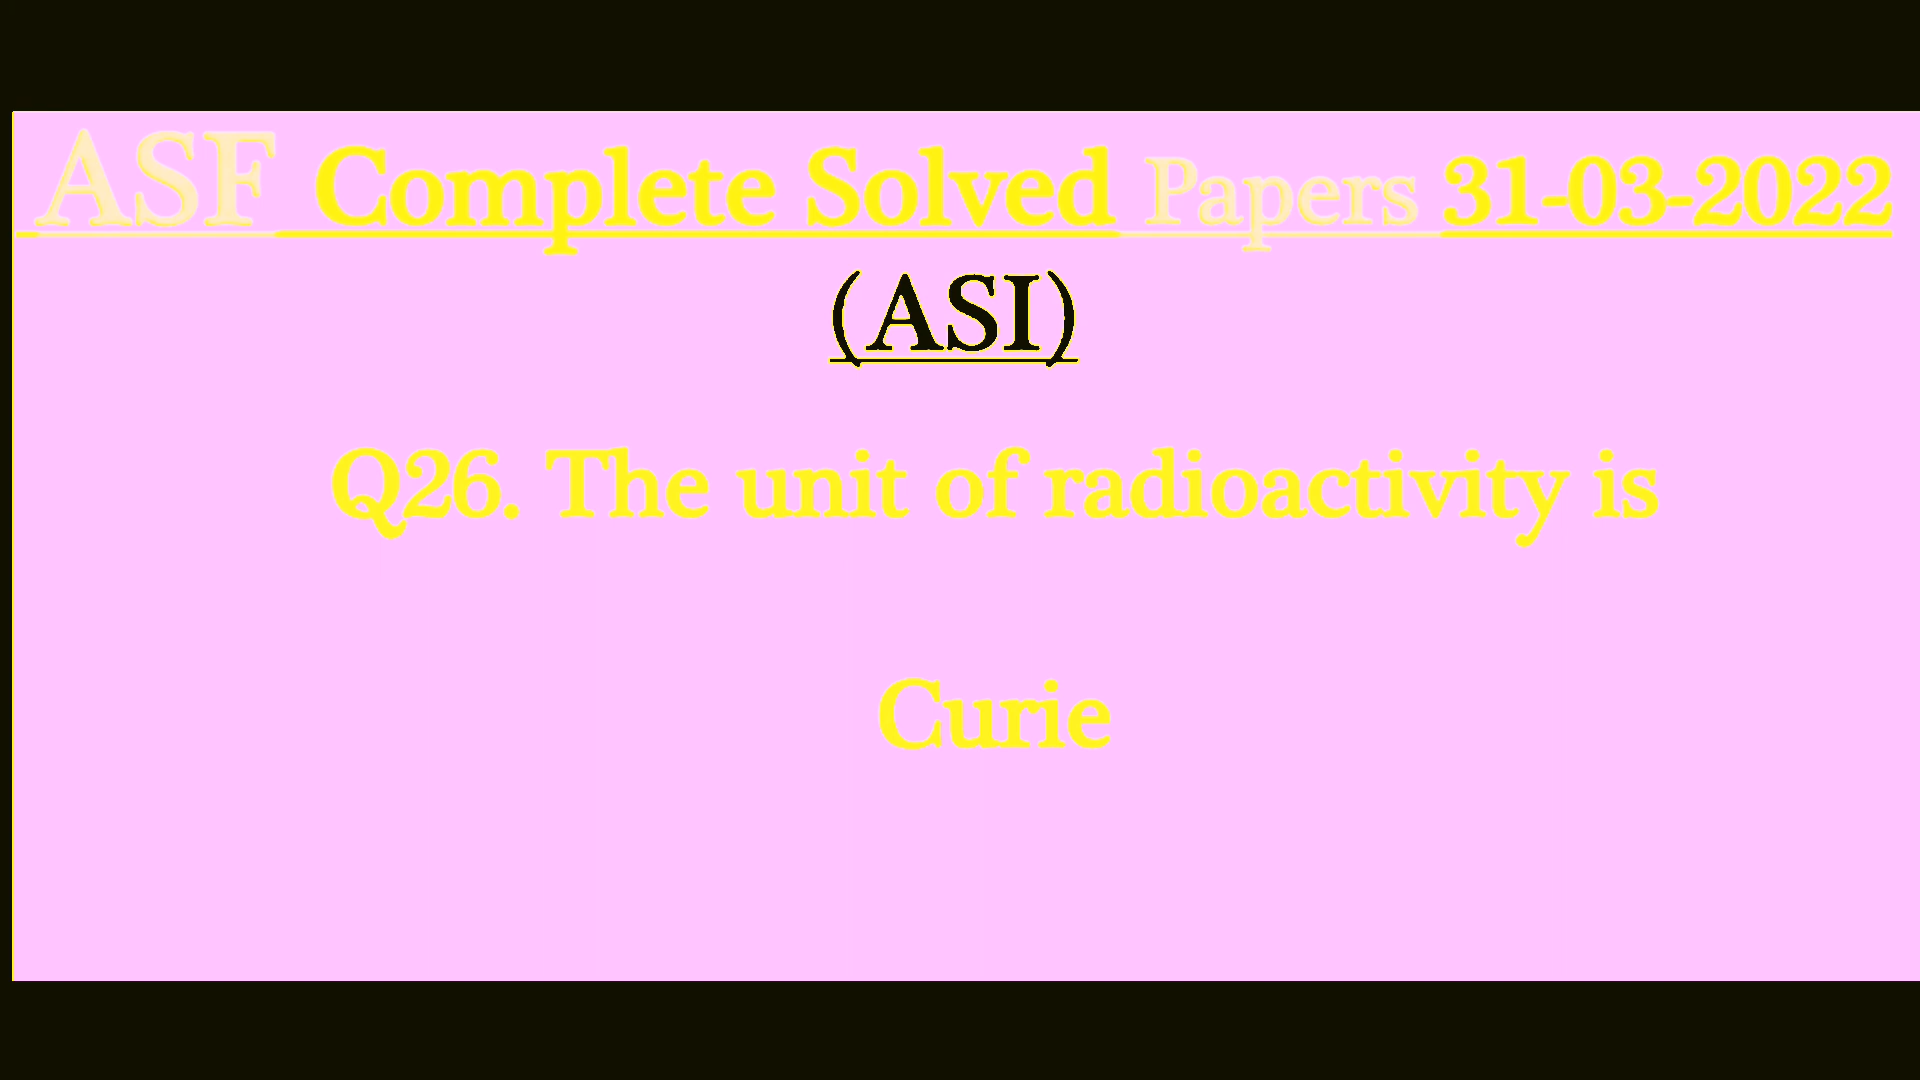 ASF Complete Solved Papers 31-03-2022
(ASI)
Q26. The unit of radioactivity is
Curie